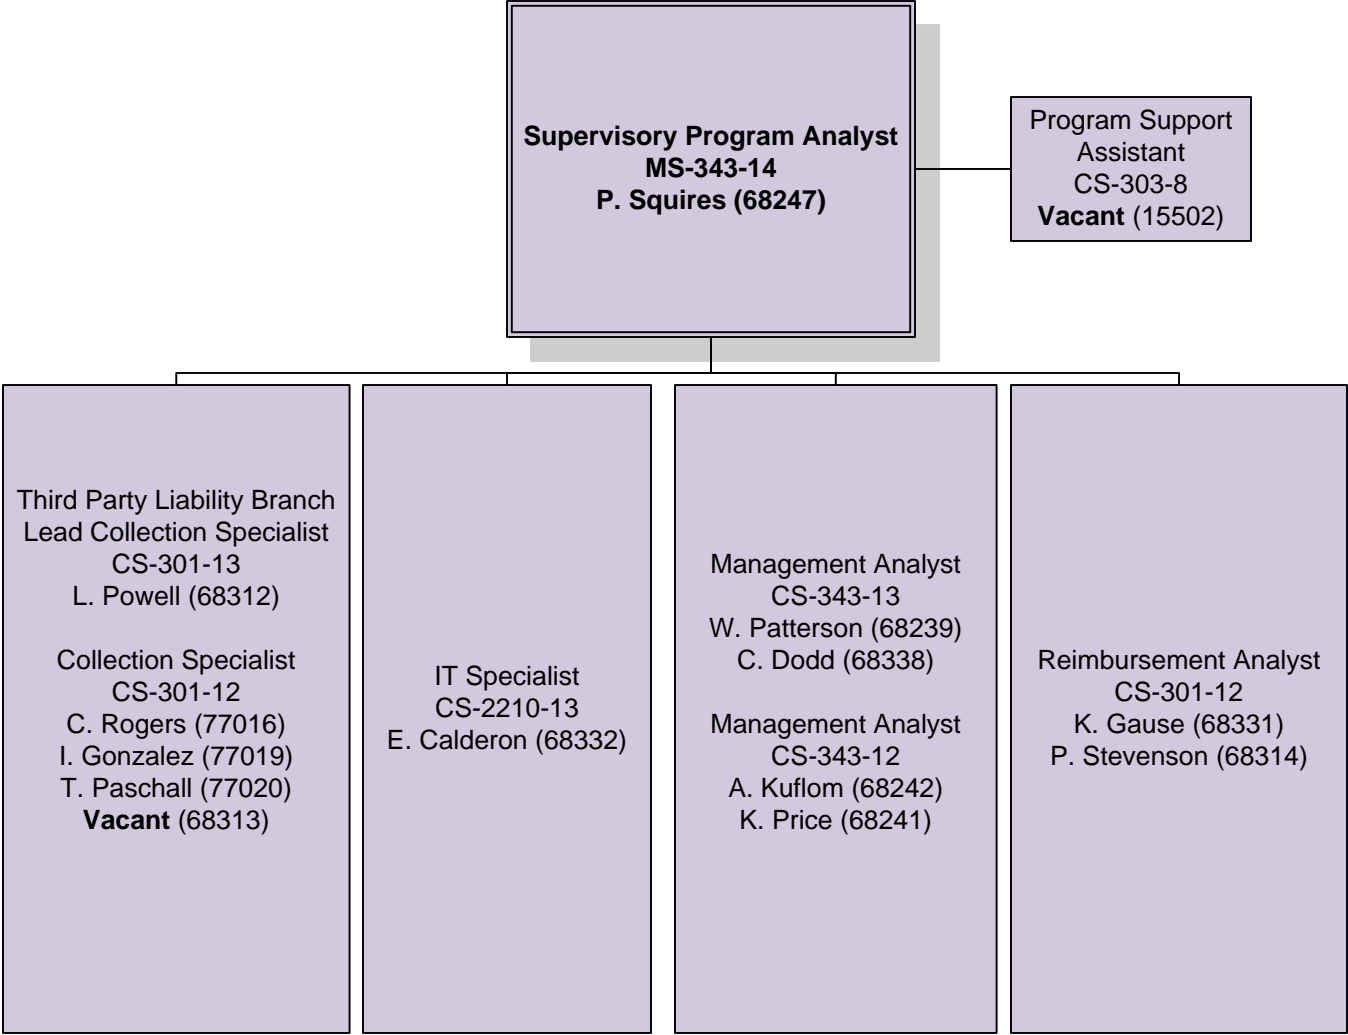 Supervisory Program Analyst
MS-343-14
P. Squires (68247)
Program Support
Assistant
CS-303-8
Vacant (15502)
Third Party Liability Branch
Lead Collection Specialist
CS-301-13
L. Powell (68312)
Collection Specialist
CS-301-12
C. Rogers (77016)
I. Gonzalez (77019)
T. Paschall (77020)
Vacant (68313)
IT Specialist
CS-2210-13
E. Calderon (68332)
Management Analyst
CS-343-13
W. Patterson (68239)
C. Dodd (68338)
Management Analyst
CS-343-12
A. Kuflom (68242)
K. Price (68241)
Reimbursement Analyst
CS-301-12
K. Gause (68331)
P. Stevenson (68314)